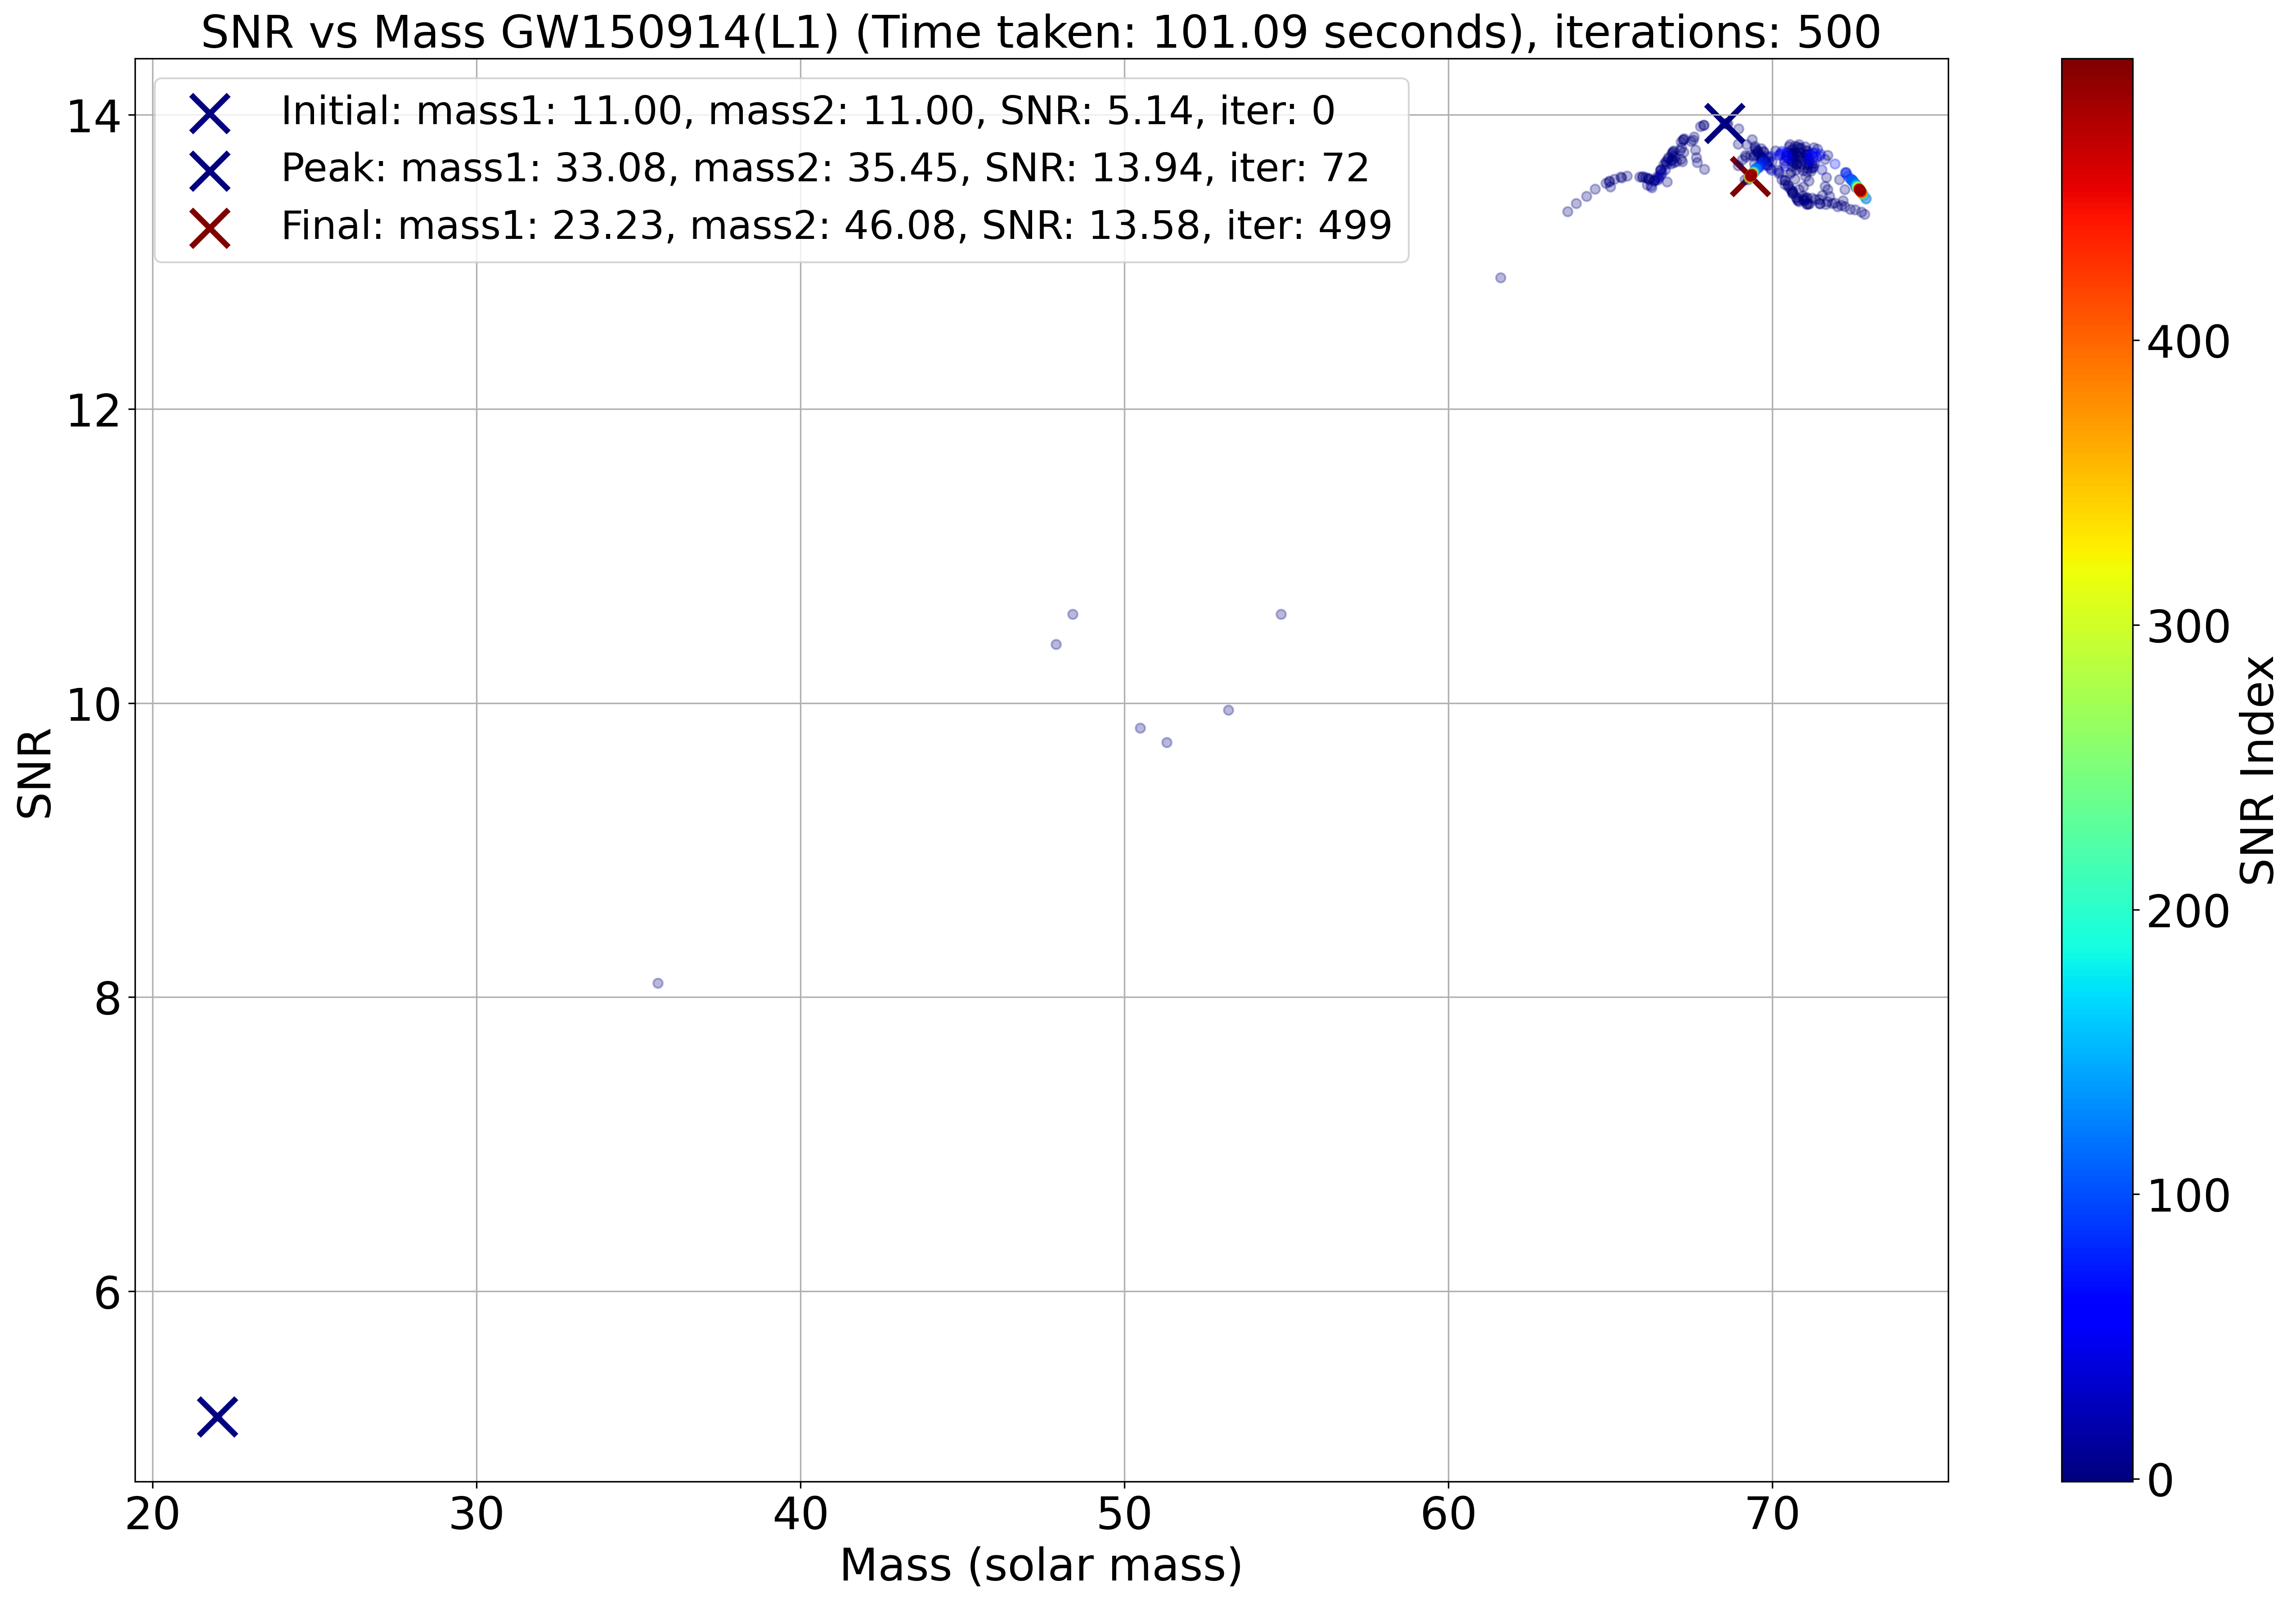 SNR vs Mass GW150914(L1) (Time taken: 101.09 seconds), iterations: 500
Initial: mass1: 11.00, mass2: 11.00, SNR: 5.14, iter: 0
Peak: mass1: 33.08, mass2: 35.45, SNR: 13.94, iter: 72
Final: mass1: 23.23, mass2: 46.08, SNR: 13.58, iter: 499
14
12
10
8
6
SNR
20
30
40
50
60
70
Mass (solar mass)
400
300
200
100
0
SNR Index